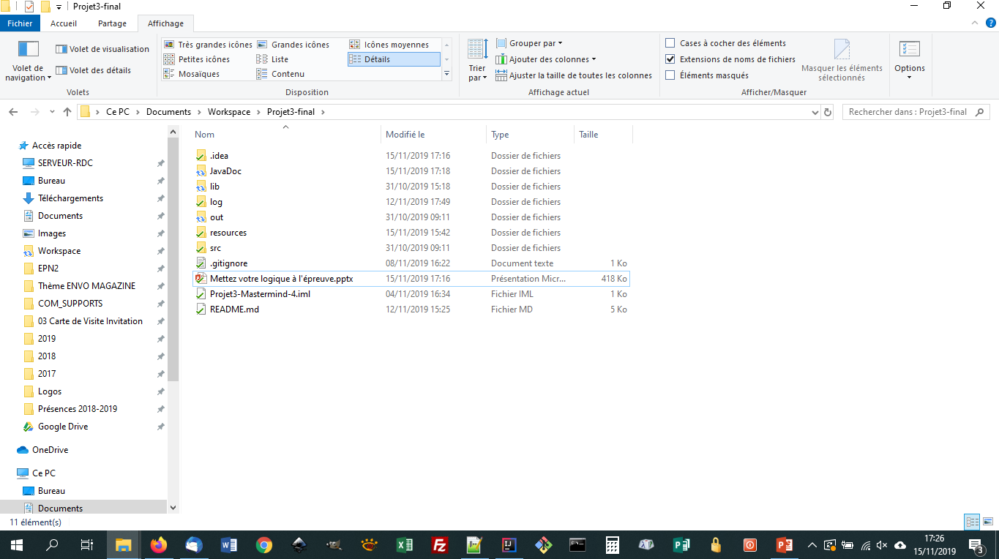 Projet3-final
Fichier Accueil Partage Affichage
Volet de navigation
Volet de visualisation
Volet des détails
Volets
Très grandes icônes Grandes icônes Icônes moyennes
Petites icônes Liste Détails
Mosaïques Contenu
Disposition
Trier par
Grouper par
Ajouter des colonnes
Ajuster la taille de toutes les colonnes
Affichage actuel
Cases à cocher des éléments
Extensions de noms de fichiers
Éléments masqués
Masquer les éléments sélectionnés
Afficher/Masquer
Options
Ce PC > Documents > Workspace > Projet3-final >
Rechercher dans : Projet3-final
Accès rapide
SERVEUR-RDC
Bureau
Téléchargements
Documents
Images
Workspace
EPN2
Thème ENVO MAGAZINE
COM_SUPPORTS
03 Carte de Visite Invitation
2019
2018
2017
Logos
Présences 2018-2019
Google Drive
OneDrive
Ce PC
Bureau
Documents
Nom Modifié le Type Taille
.idea 15/11/2019 17:16 Dossier de fichiers
JavaDoc 15/11/2019 17:18 Dossier de fichiers
lib 31/10/2019 15:18 Dossier de fichiers
log 12/11/2019 17:49 Dossier de fichiers
out 31/10/2019 09:11 Dossier de fichiers
resources 15/11/2019 15:42 Dossier de fichiers
src 31/10/2019 09:11 Dossier de fichiers
.gitignore 08/11/2019 16:22 Document texte 1 Ko
Mettez votre logique à l'épreuve.pptx 15/11/2019 17:16 Présentation Micr... 418 Ko
Projet3-Mastermind-4.iml 04/11/2019 16:34 Fichier IML 1 Ko
README.md 12/11/2019 15:25 Fichier MD 5 Ko
11 élément(s)
17:26
15/11/2019
3